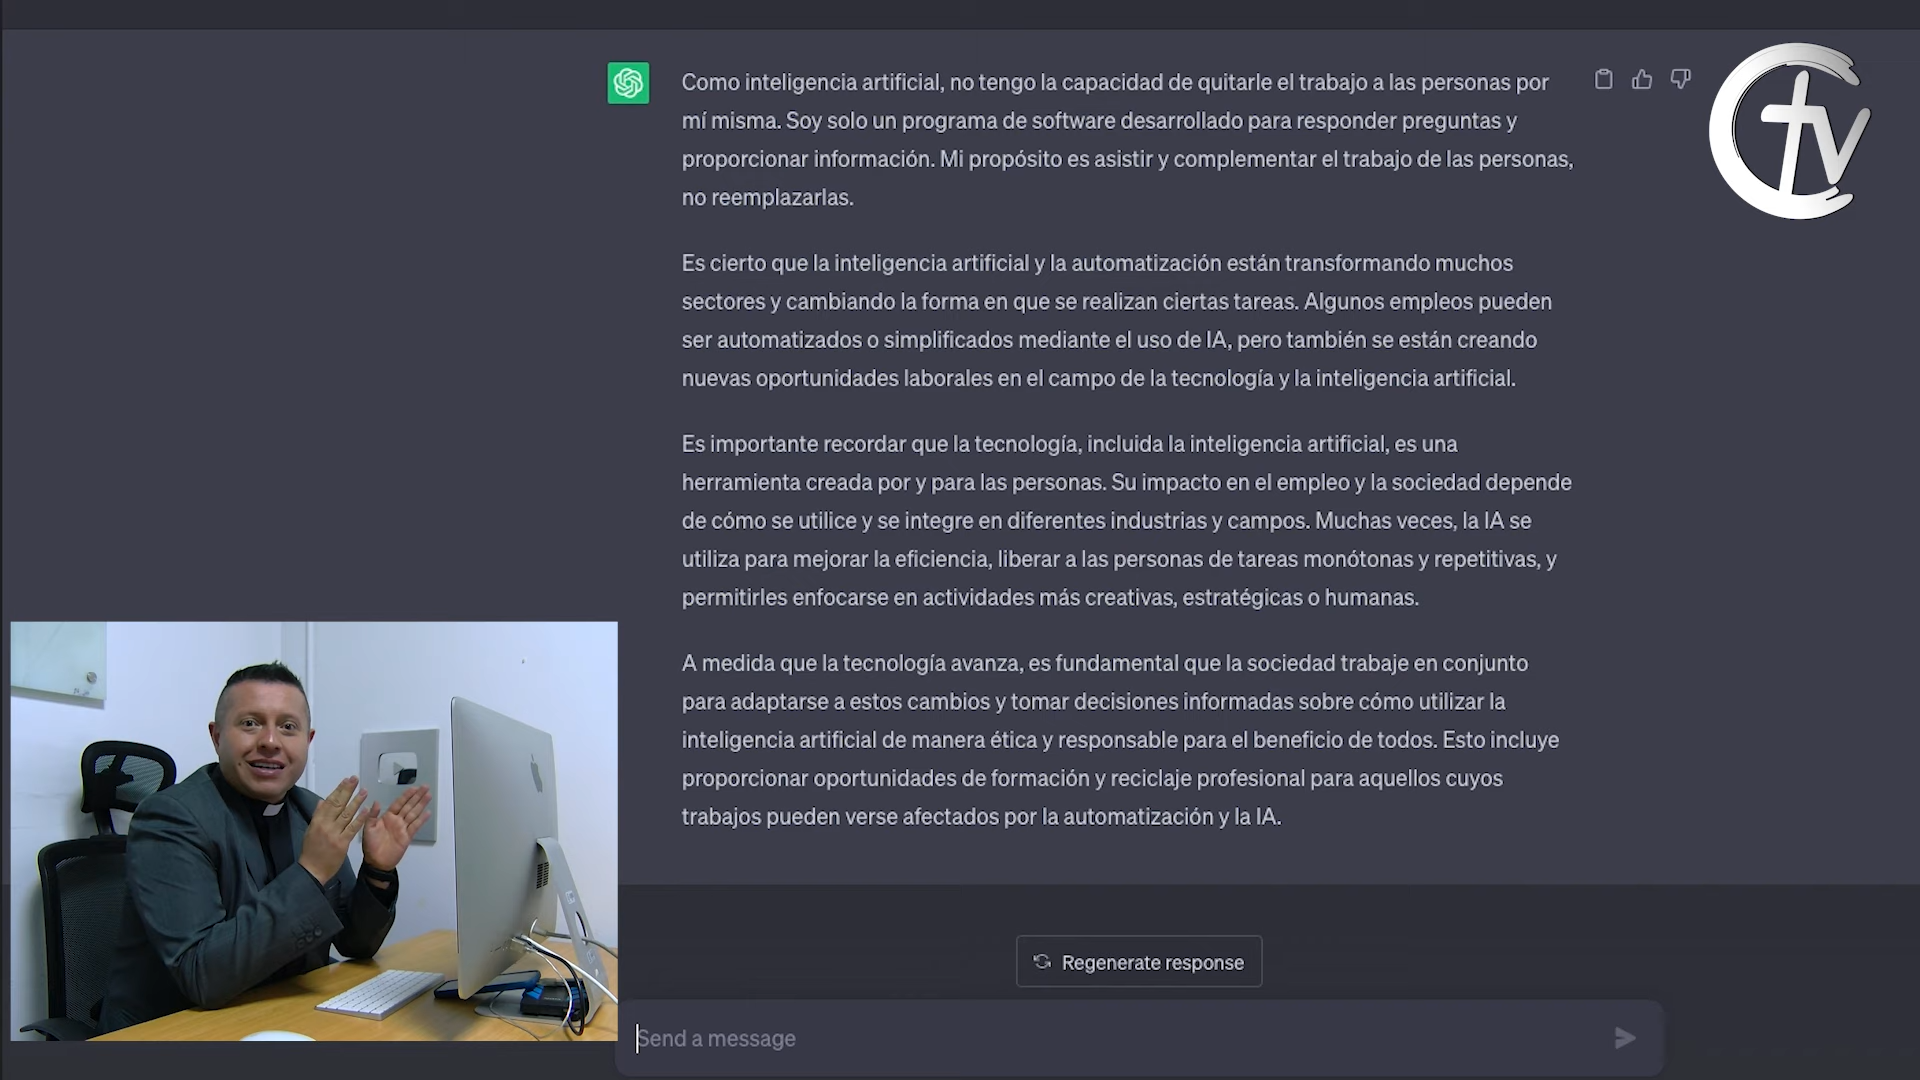 Como inteligencia artificial, no tengo la capacidad de quitarle el trabajo a las personas por
mí misma. Soy solo un programa de software desarrollado para responder preguntas y
proporcionar información. Mi propósito es asistir y complementar el trabajo de las personas,
no reemplazarlas.
Es cierto que la inteligencia artificial y la automatización están transformando muchos
sectores y cambiando la forma en que se realizan ciertas tareas. Algunos empleos pueden
ser automatizados o simplificados mediante el uso de IA, pero también se están creando
nuevas oportunidades laborales en el campo de la tecnología y la inteligencia artificial.
Es importante recordar que la tecnología, incluida la inteligencia artificial, es una
herramienta creada por y para las personas. Su impacto en el empleo y la sociedad depende
de cómo se utilice y se integre en diferentes industrias y campos. Muchas veces, la IA se
utiliza para mejorar la eficiencia, liberar a las personas de tareas monótonas y repetitivas, y
permitirles enfocarse en actividades más creativas, estratégicas o humanas.
A medida que la tecnología avanza, es fundamental que la sociedad trabaje en conjunto
para adaptarse a estos cambios y tomar decisiones informadas sobre cómo utilizar la
inteligencia artificial de manera ética y responsable para el beneficio de todos. Esto incluye
proporcionar oportunidades de formación y reciclaje profesional para aquellos cuyos
trabajos pueden verse afectados por la automatización y la IA.
Regenerate response
Send a message
CTV